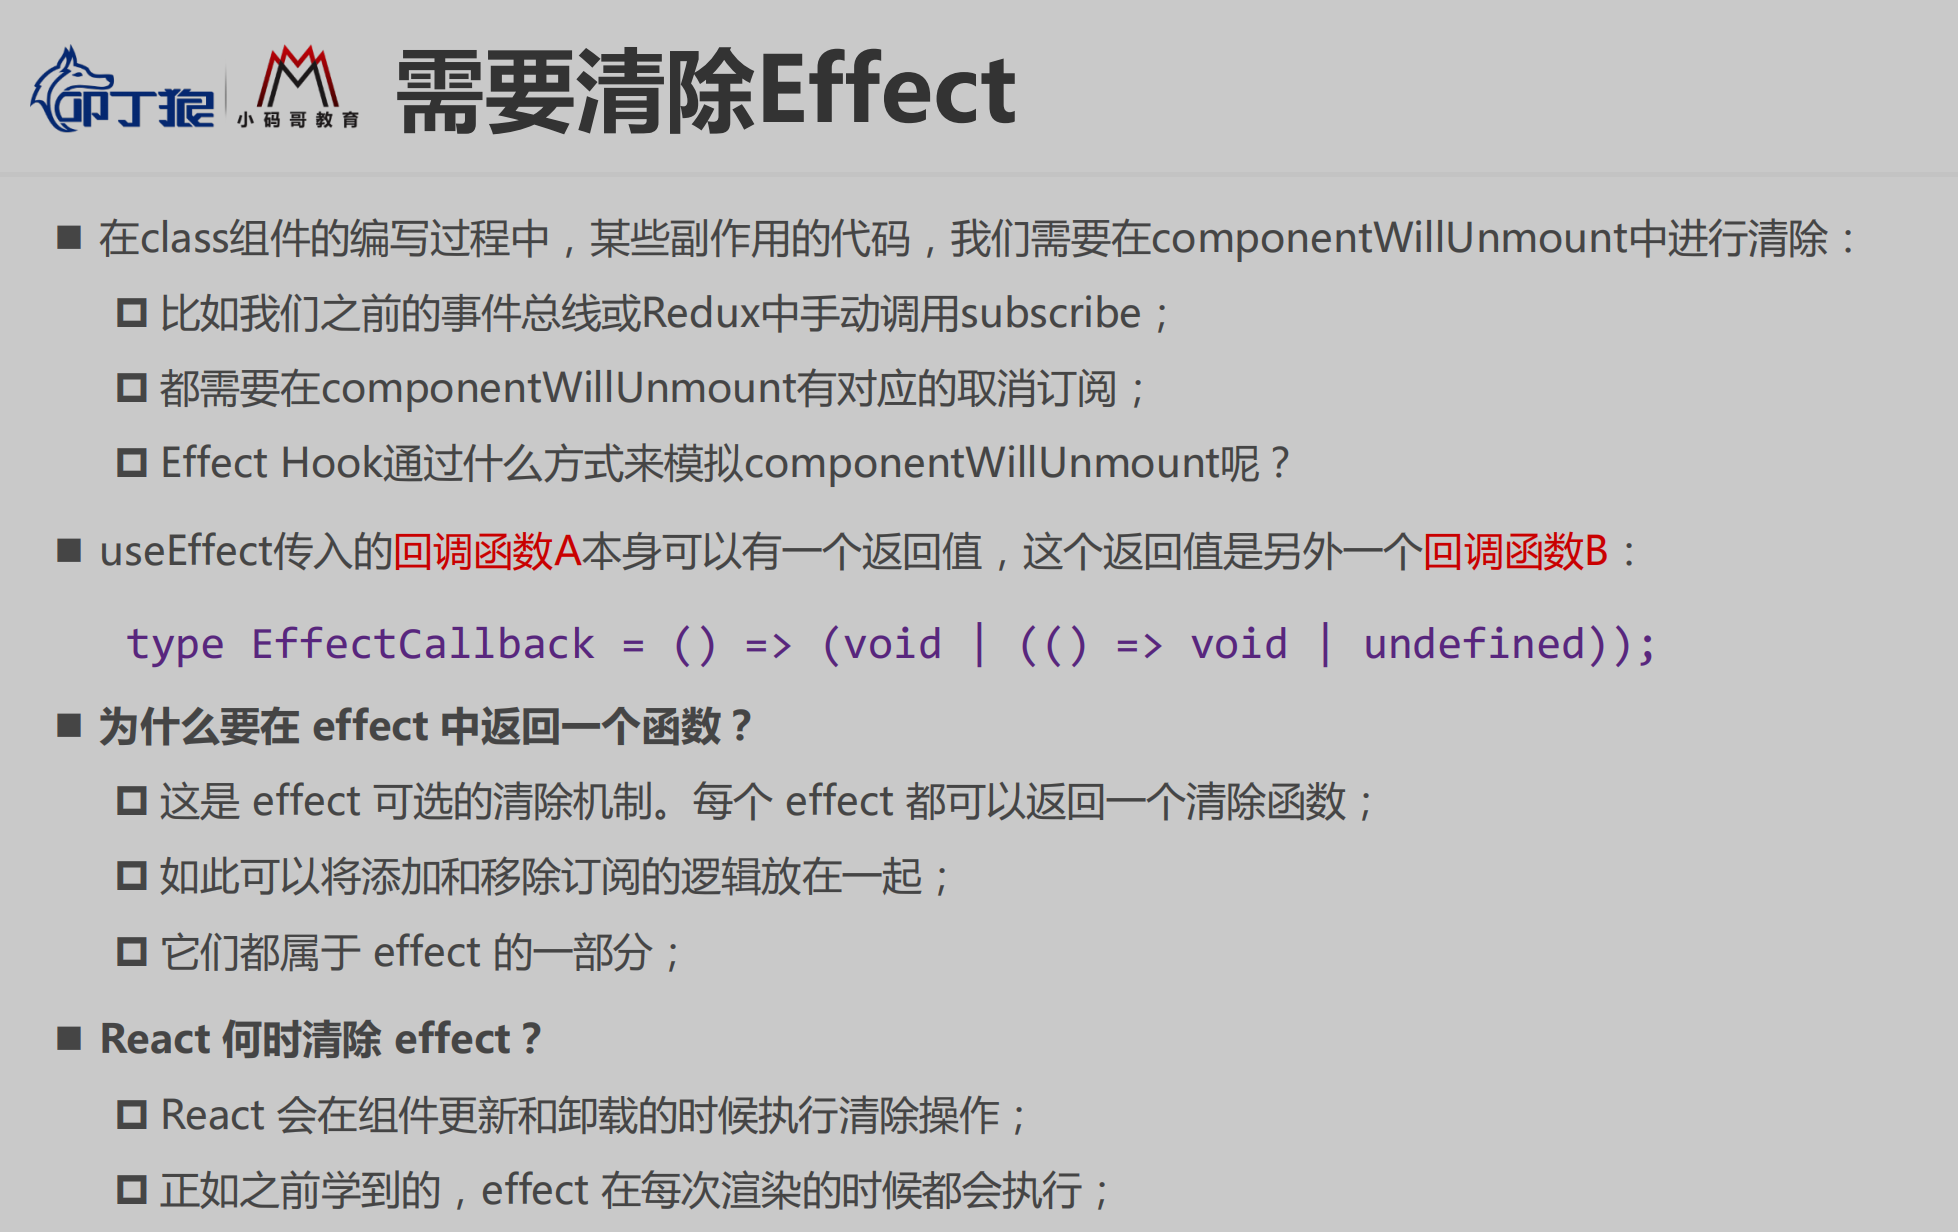 叩丁狼
小码哥教育
需要清除Effect
在class组件的编写过程中，某些副作用的代码，我们需要在componentWillUnmount中进行清除：
比如我们之前的事件总线或Redux中手动调用subscribe；
都需要在componentWillUnmount有对应的取消订阅；
Effect Hook通过什么方式来模拟componentWillUnmount呢？
useEffect传入的回调函数A本身可以有一个返回值，这个返回值是另外一个回调函数B：
type EffectCallback = () => (void | (() => void | undefined));
为什么要在 effect 中返回一个函数？
这是 effect 可选的清除机制。每个 effect 都可以返回一个清除函数；
如此可以将添加和移除订阅的逻辑放在一起；
它们都属于 effect 的一部分；
React 何时清除 effect？
React 会在组件更新和卸载的时候执行清除操作；
正如之前学到的，effect 在每次渲染的时候都会执行；